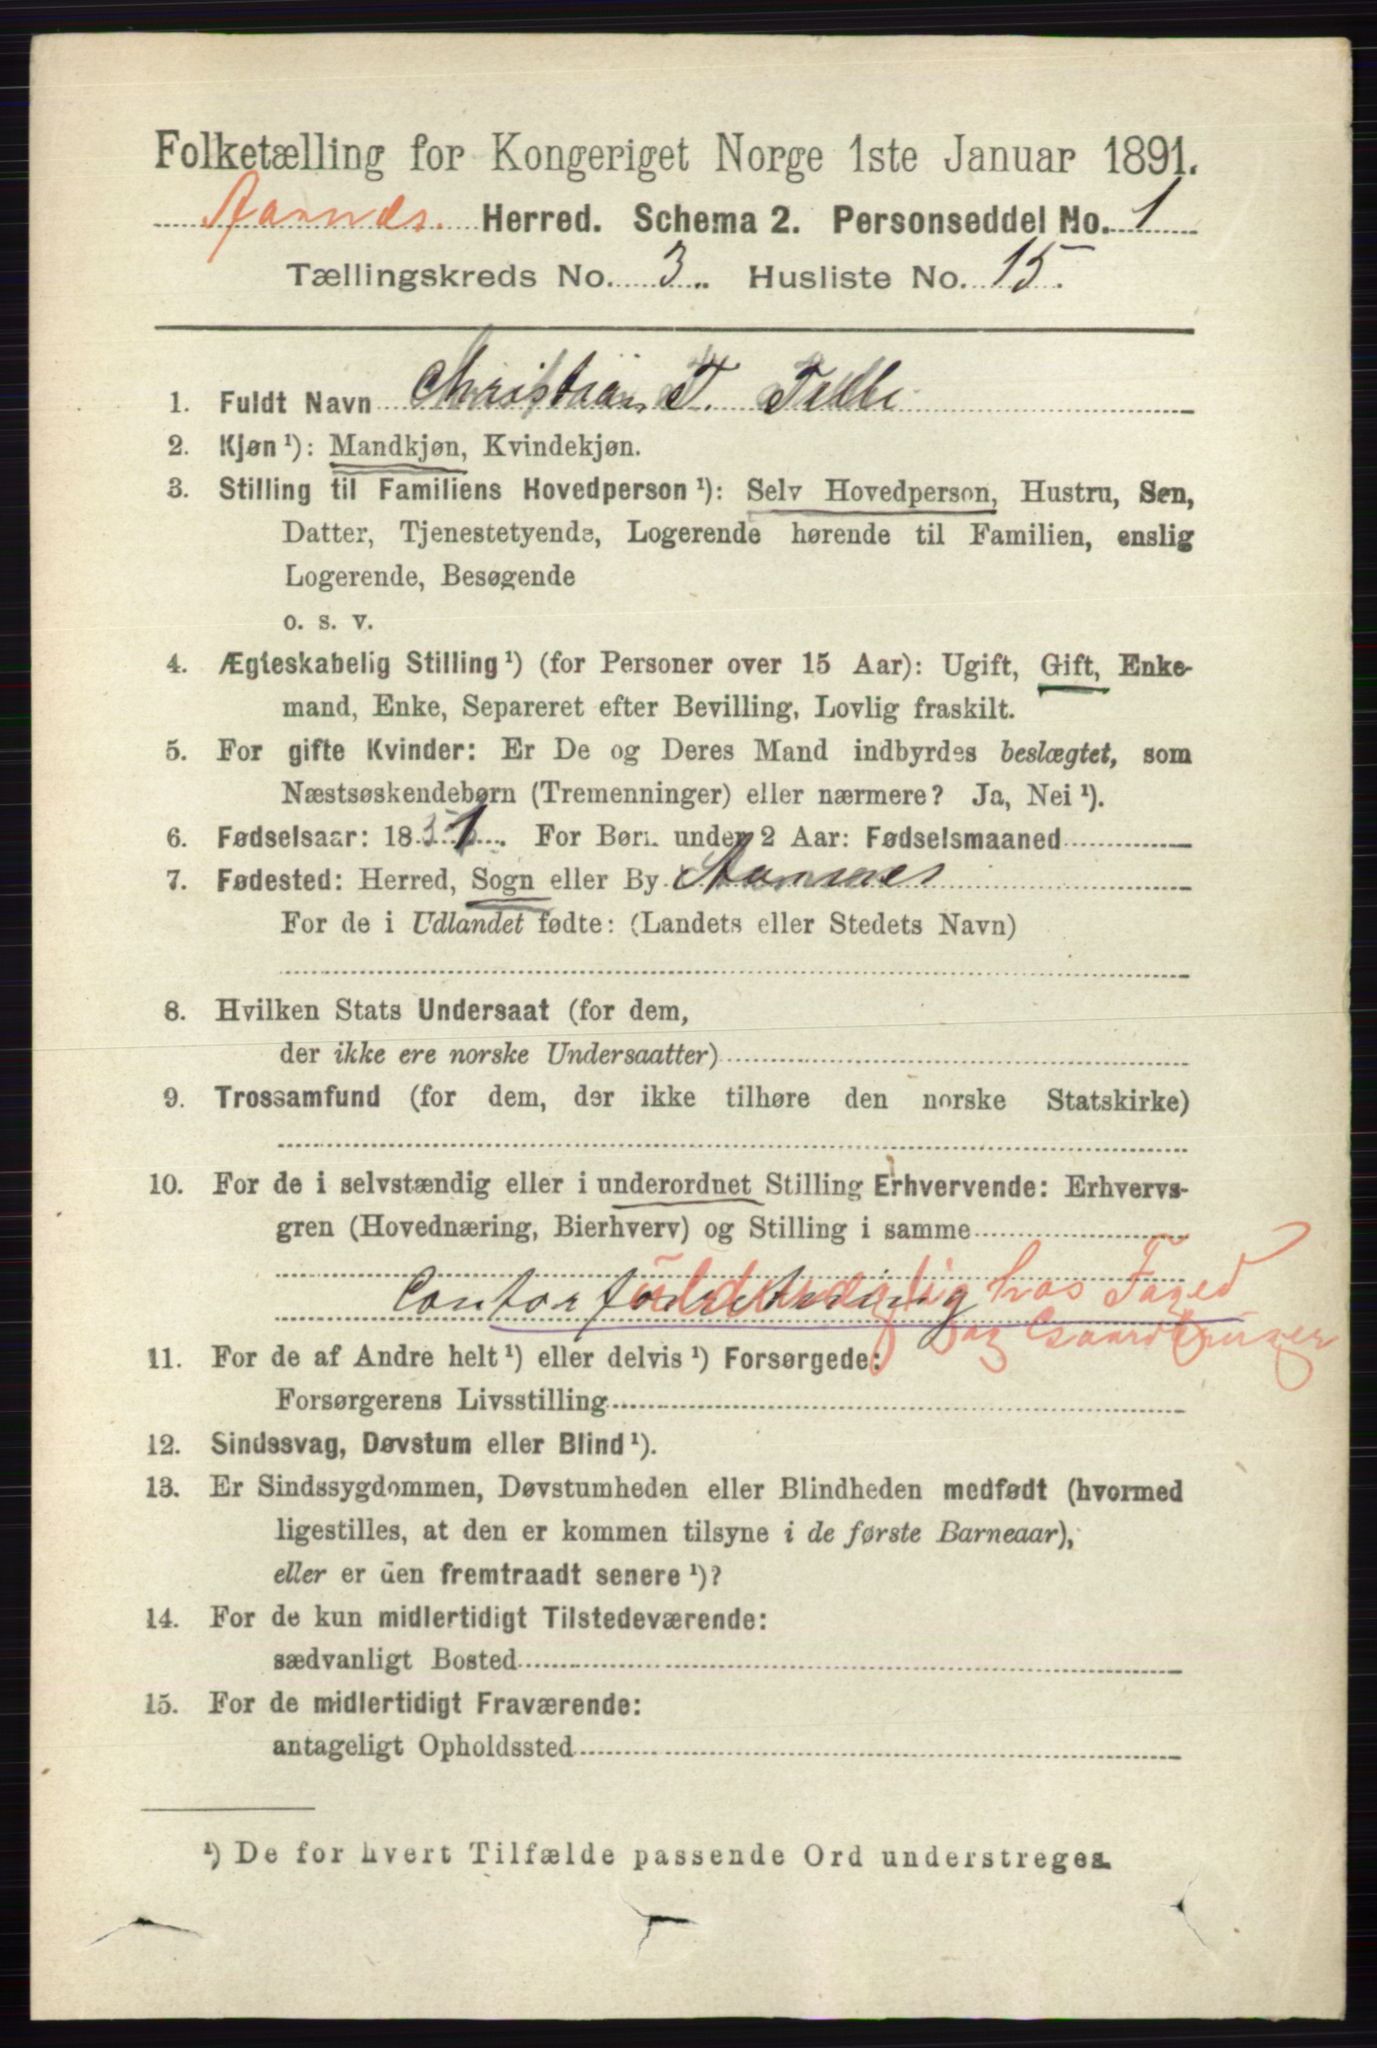 Folketælling for Kongeriget Norge 1ste Januar 1891.
Aamnes. Herred. Schema 2. Personseddel No. 1
Tællingskreds No. 3. Husliste No. 15.
1. Fuldt Navn Christian T.
2. Kjøn ¹): Mandkjøn, Kvindekjøn.
3. Stilling til Familiens Hovedperson ¹): Selv Hovedperson, Hustru, Søn,
Datter, Tjenestetyende, Logerende hørende til Familien, enslig
Logerende, Besøgende
o. s. v.
4. Ægteskabelig Stilling ¹) (for Personer over 15 Aar): Ugift, Gift, Enke-
mand, Enke, Separeret efter Bevilling, Lovlig fraskilt.
5. For gifte Kvinder: Er De og Deres Mand indbyrdes beslægtet, som
Næstsøskendebørn (Tremenninger) eller nærmere? Ja, Nei ¹).
6. Fødselsaar: 1851. For Børn under 2 Aar: Fødselsmaaned
7. Fødested: Herred, Sogn eller By Aamnes
For de i Udlandet fødte: (Landets eller Stedets Navn)
8. Hvilken Stats Undersaat (for dem,
der ikke ere norske Undersaatter)
9. Trossamfund (for dem, der ikke tilhøre den norske Statskirke)
10. For de i selvstændig eller i underordnet Stilling Erhvervende: Erhvervs-
gren (Hovednæring, Bierhverv) og Stilling i samme
Contorforretning hos Foged
og
11. For de af Andre helt ¹) eller delvis ¹) Forsørgede:
Forsørgerens Livsstilling
12. Sindssvag, Døvstum eller Blind ¹).
13. Er Sindssygdommen, Døvstumheden eller Blindheden medfødt (hvormed
ligestilles, at den er kommen tilsyne i de første Barneaar),
eller er den fremtraadt senere ¹)?
14. For de kun midlertidigt Tilstedeværende:
sædvanligt Bosted
15. For de midlertidigt Fraværende:
antageligt Opholdssted
¹) De for hvert Tilfælde passende Ord understreges.